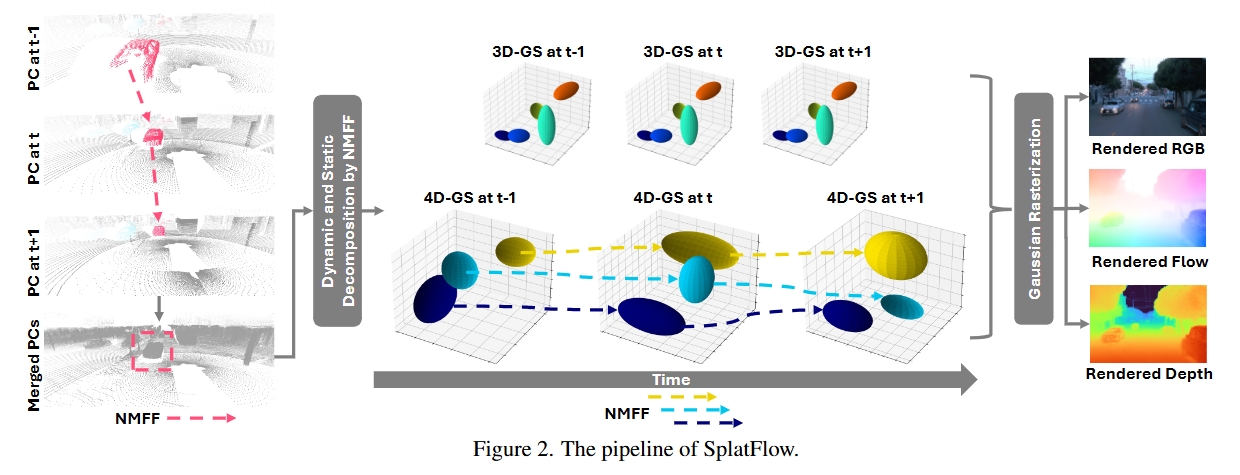 PC at t-1
PC at t
PC at t+1
Merged PCs
NMFF
Dynamic and Static
Decomposition by NMFF
3D-GS at t-1
3D-GS at t
3D-GS at t+1
4D-GS at t-1
4D-GS at t
4D-GS at t+1
Time
NMFF
Gaussian Rasterization
Rendered RGB
Rendered Flow
Rendered Depth
Figure 2. The pipeline of SplatFlow.